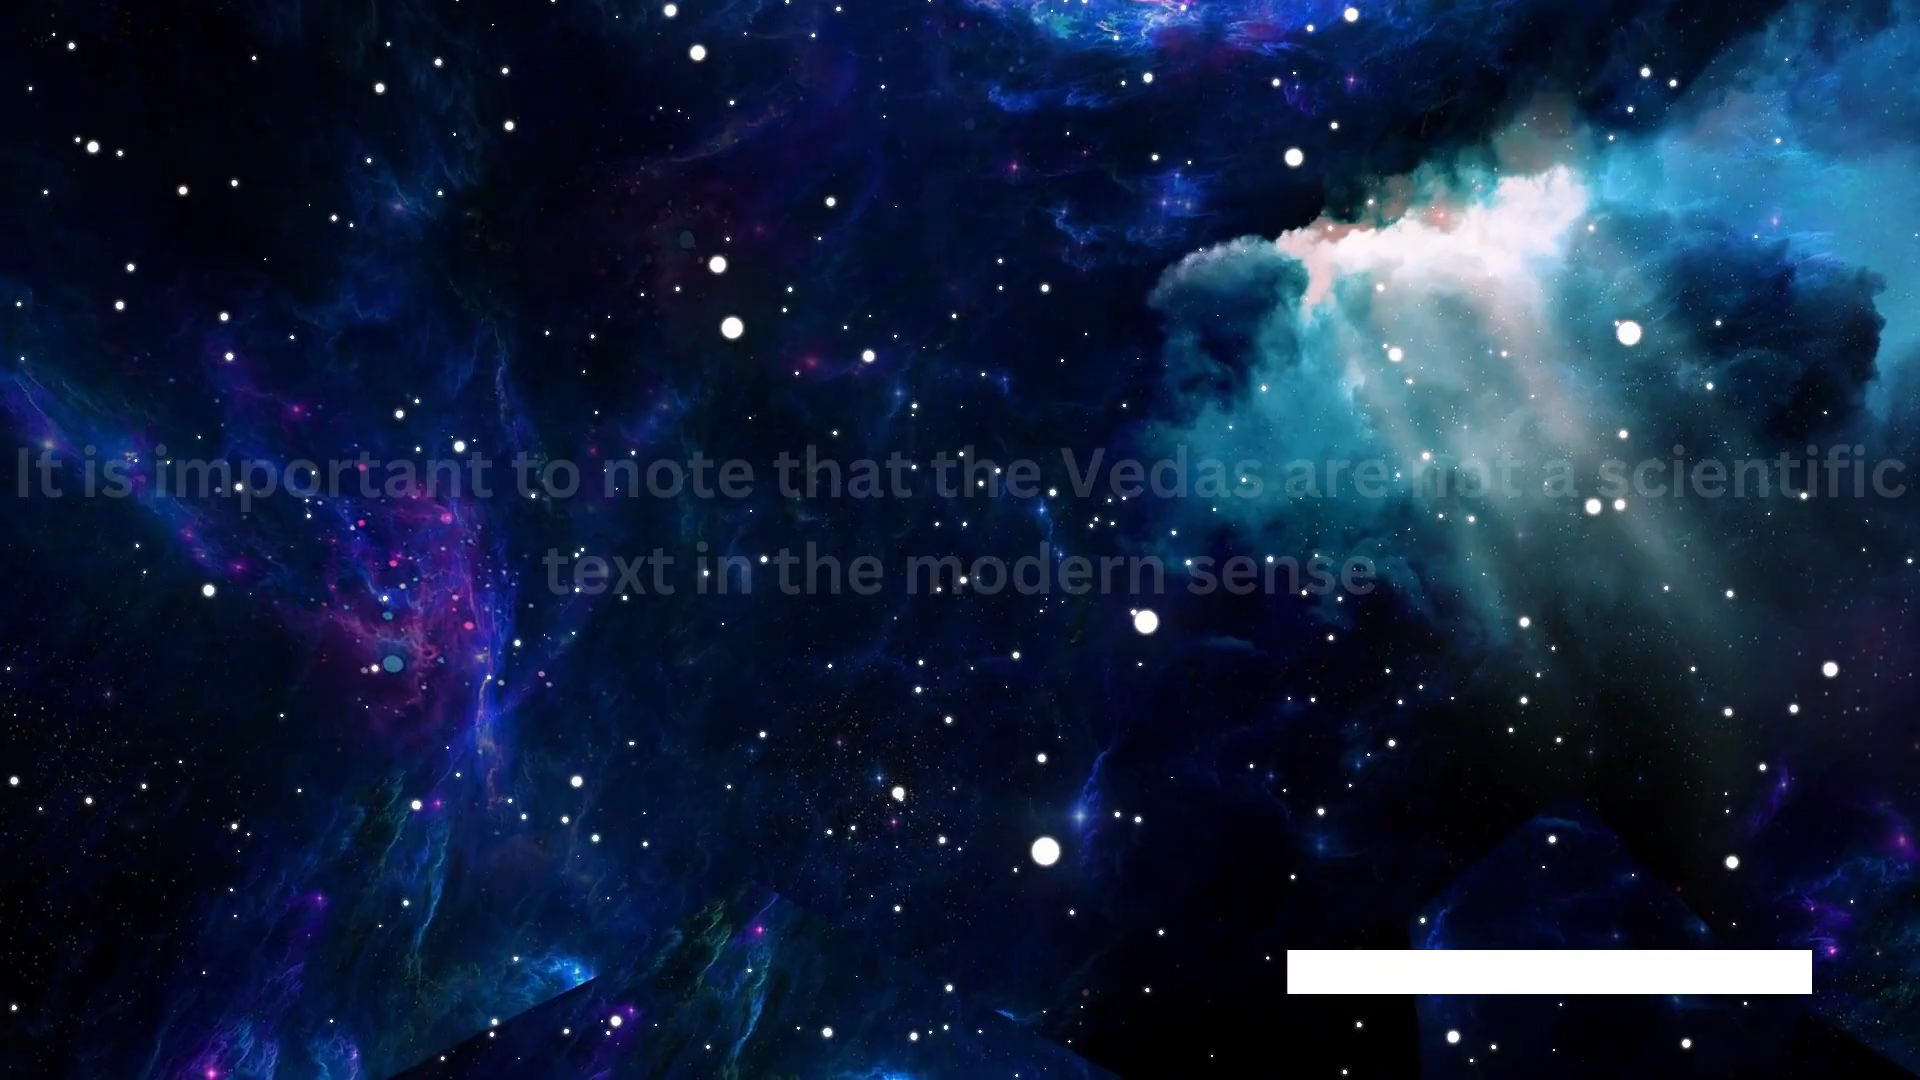 It is important to note that the Vedas are not a scientific
text in the modern sense